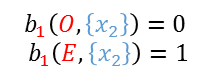 b₁(O,{x₂}) = 0
b₁(E,{x₂}) = 1